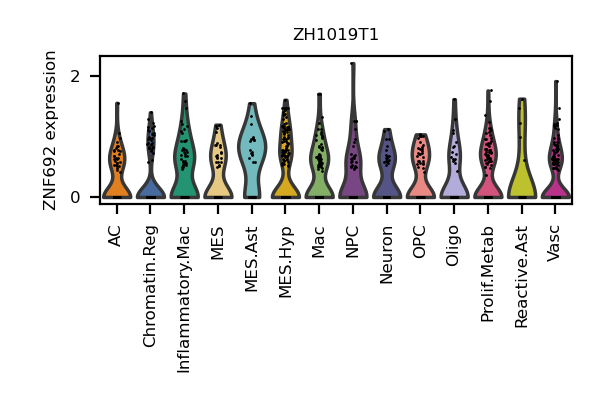 ZH1019T1
ZNF692 expression
2
0
AC
Chromatin.Reg
Inflammatory.Mac
MES
MES.Ast
MES.Hyp
Mac
NPC
Neuron
OPC
Oligo
Prolif.Metab
Reactive.Ast
Vasc